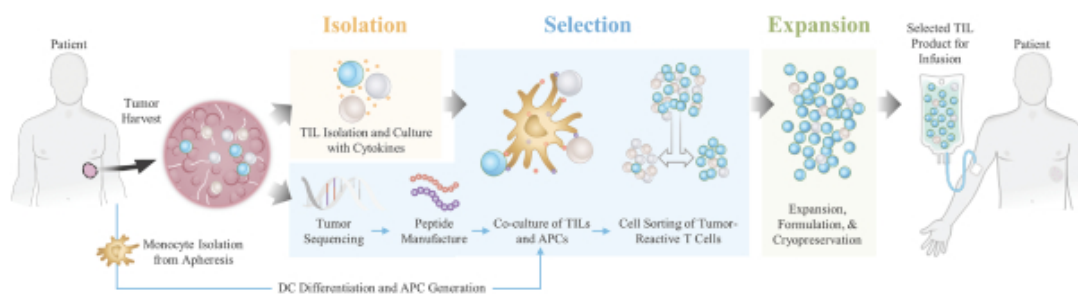 Isolation
Selection
Expansion
Patient
Tumor
Harvest
TIL Isolation and Culture
with Cytokines
Tumor
Sequencing
Peptide
Manufacture
Co-culture of TILs
and APCs
Cell Sorting of Tumor-
Reactive T Cells
Expansion,
Formulation, &
Cryopreservation
Selected TIL
Product for
Infusion
Patient
Monocyte Isolation
from Apheresis
DC Differentiation and APC Generation